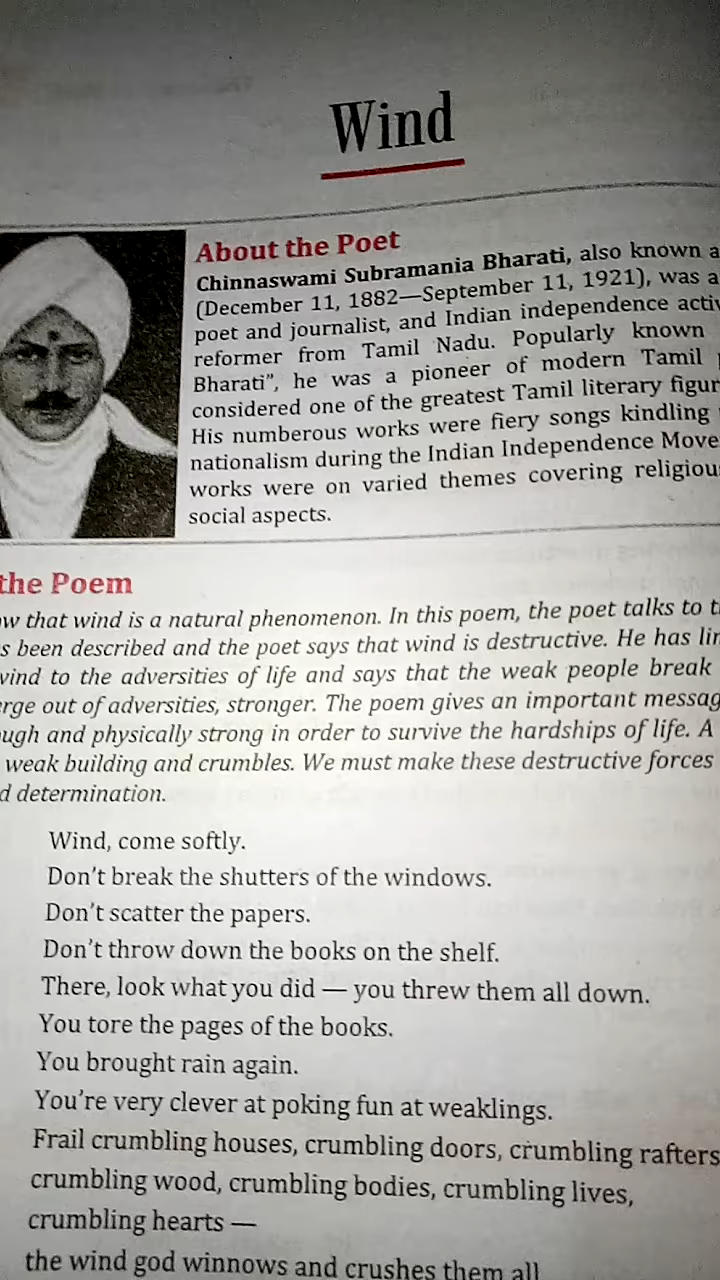 Wind
About the Poet
Chinnaswami Subramania Bharati, also known a
(December 11, 1882—September 11, 1921), was a
poet and journalist, and Indian independence activ
reformer from Tamil Nadu. Popularly known
Bharati", he was a pioneer of modern Tamil
considered one of the greatest Tamil literary figur
His numberous works were fiery songs kindling
nationalism during the Indian Independence Move
works were on varied themes covering religiou
social aspects.
the Poem
w that wind is a natural phenomenon. In this poem, the poet talks to t
s been described and the poet says that wind is destructive. He has lin
wind to the adversities of life and says that the weak people break
rge out of adversities, stronger. The poem gives an important messag
ugh and physically strong in order to survive the hardships of life. A
weak building and crumbles. We must make these destructive forces
d determination.
Wind, come softly.
Don't break the shutters of the windows.
Don't scatter the papers.
Don't throw down the books on the shelf.
There, look what you did — you threw them all down.
You tore the pages of the books.
You brought rain again.
You're very clever at poking fun at weaklings.
Frail crumbling houses, crumbling doors, crumbling rafters
crumbling wood, crumbling bodies, crumbling lives,
crumbling hearts —
the wind god winnows and crushes them all